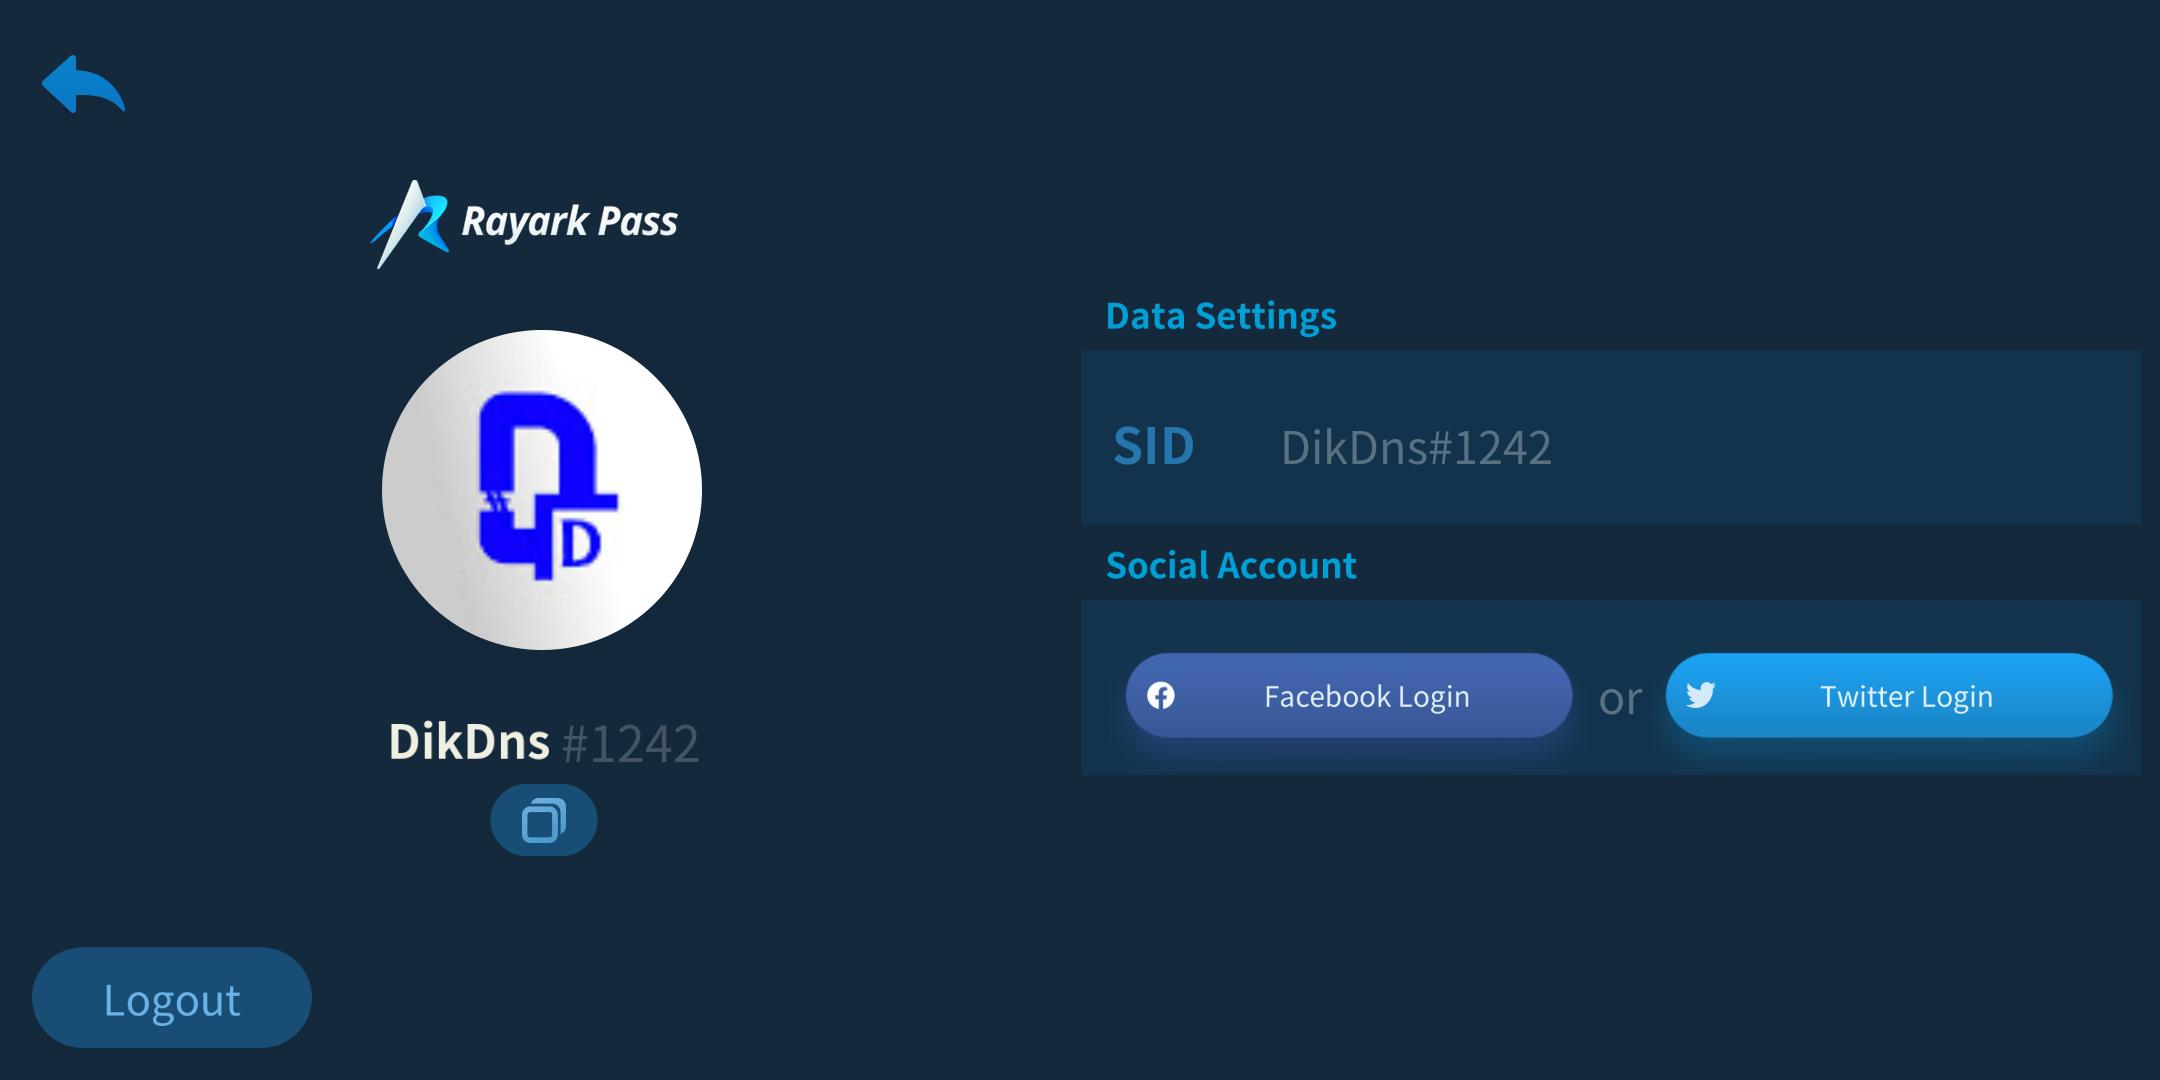 Rayark Pass
D
DikDns #1242
Logout
Data Settings
SID DikDns#1242
Social Account
Facebook Login or Twitter Login